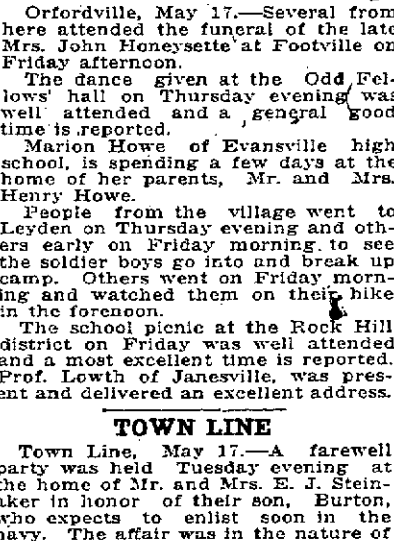 Orfordville, May 17.—Several from
here attended the funeral of the late
Mrs. John Honeysette at Footville on
Friday afternoon.
The dance given at the Odd Fel-
lows' hall on Thursday evening was
well attended and a general good
time is reported.
Marion Howe of Evansville high
school, is spending a few days at the
home of her parents, Mr. and Mrs.
Henry Howe.
People from the village went to
Leyden on Thursday evening and oth-
ers early on Friday morning to see
the soldier boys go into and break up
camp. Others went on Friday morn-
ing and watched them on their hike
in the forenoon.
The school picnic at the Rock Hill
district on Friday was well attended
and a most excellent time is reported.
Prof. Lowth of Janesville, was pres-
ent and delivered an excellent address.
TOWN LINE
Town Line, May 17.—A farewell
party was held Tuesday evening at
the home of Mr. and Mrs. E. J. Stein-
aker in honor of their son, Burton,
who expects to enlist soon in the
navy. The affair was in the nature of